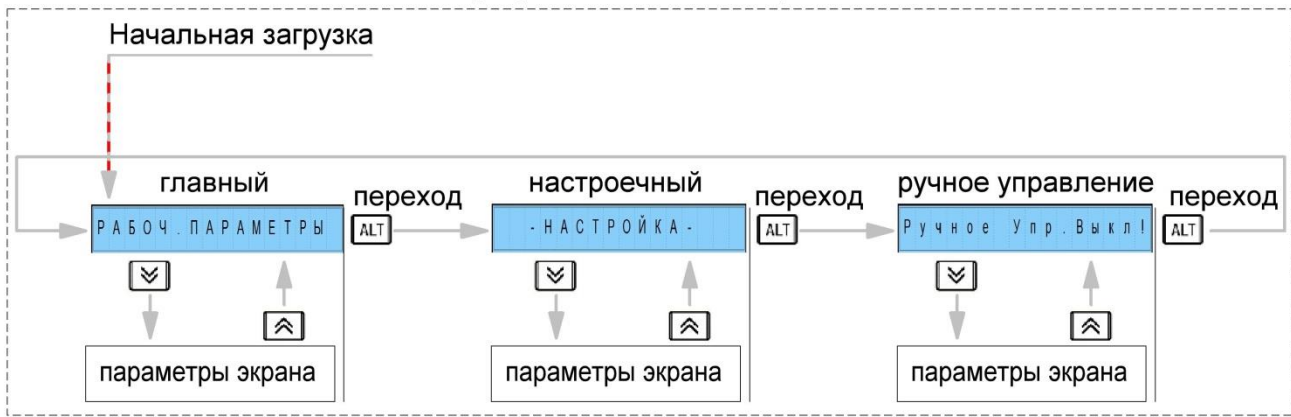 Начальная загрузка
главный
переход
настроечный
переход
ручное управление
переход
РАБОЧ.ПАРАМЕТРЫ
ALT
-НАСТРОЙКА-
ALT
Ручное Упр.Выкл!
ALT
параметры экрана
параметры экрана
параметры экрана